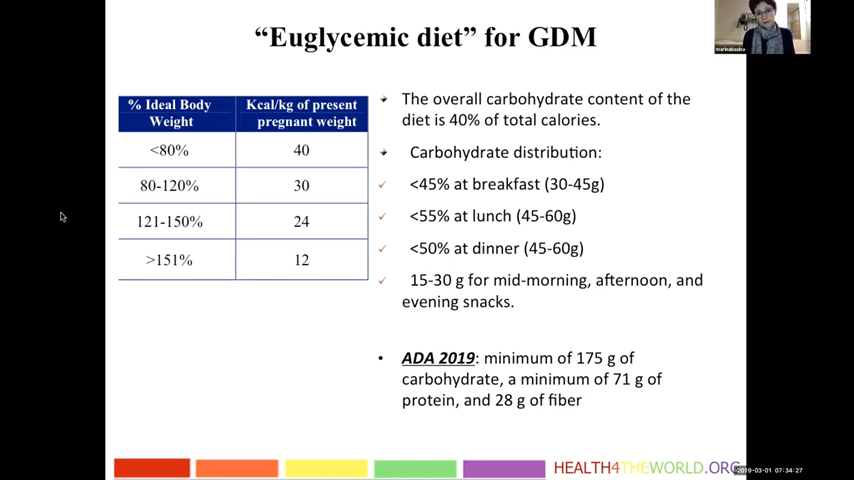 “Euglycemic diet” for GDM
marinabasina
% Ideal Body Weight
Kcal/kg of present pregnant weight
<80% 40
80-120% 30
121-150% 24
>151% 12
The overall carbohydrate content of the
diet is 40% of total calories.
Carbohydrate distribution:
<45% at breakfast (30-45g)
<55% at lunch (45-60g)
<50% at dinner (45-60g)
15-30 g for mid-morning, afternoon, and
evening snacks.
ADA 2019: minimum of 175 g of
carbohydrate, a minimum of 71 g of
protein, and 28 g of fiber
HEALTH4THEWORLD.ORG
2019-03-01 07:34:27